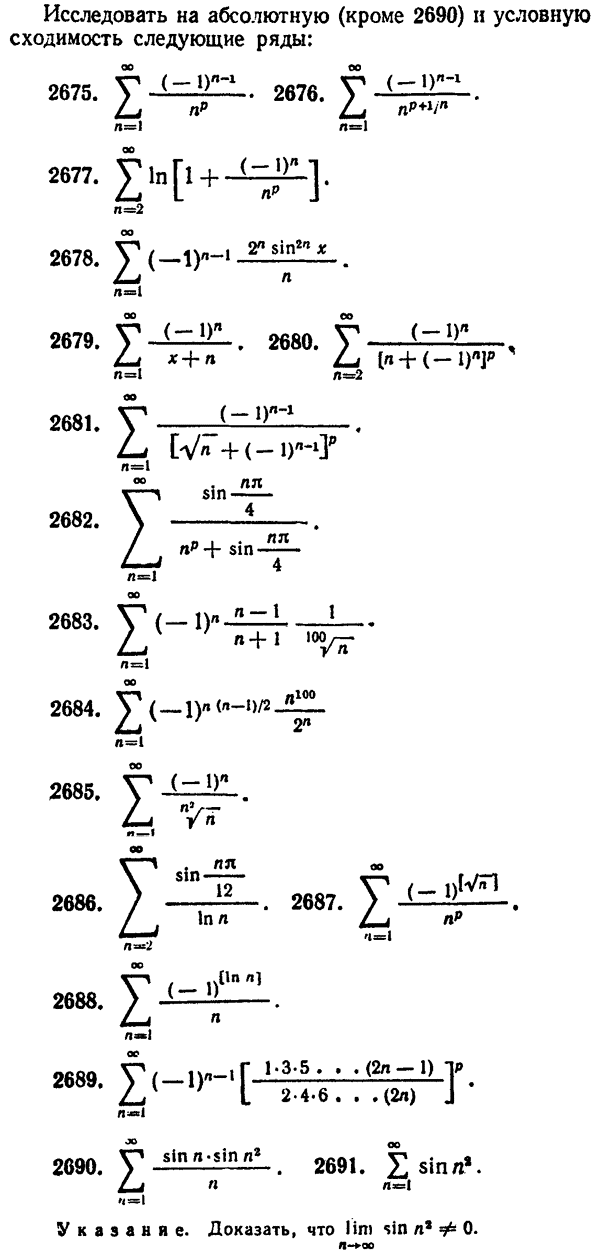 Исследовать на абсолютную (кроме 2690) и условную
сходимость следующие ряды:
2675. ∑_{n=1}^{∞} (−1)^{n−1} / n^p . 2676. ∑_{n=1}^{∞} (−1)^{n−1} / n^{p+1/n} .
2677. ∑_{n=2}^{∞} ln [1 + (−1)^n / n^p] .
2678. ∑_{n=1}^{∞} (−1)^{n−1} 2^n sin^{2n} x / n .
2679. ∑_{n=1}^{∞} (−1)^n / (x + n) . 2680. ∑_{n=2}^{∞} (−1)^n / [n + (−1)^n]^p ,
2681. ∑_{n=1}^{∞} (−1)^{n−1} / [√n + (−1)^{n−1}]^p .
2682. ∑_{n=1}^{∞} sin (nπ/4) / (n^p + sin (nπ/4)) .
2683. ∑_{n=1}^{∞} (−1)^n (n−1)/(n+1) · 1/¹⁰⁰√n .
2684. ∑_{n=1}^{∞} (−1)^{n (n−1)/2} n^{100} / 2^n
2685. ∑_{n=1}^{∞} (−1)^n / ^{n²}√n .
2686. ∑_{n=2}^{∞} sin (nπ/12) / ln n . 2687. ∑_{n=1}^{∞} (−1)^{[√n]} / n^p .
2688. ∑_{n=1}^{∞} (−1)^{[ln n]} / n .
2689. ∑_{n=1}^{∞} (−1)^{n−1} [1·3·5 . . . (2n − 1) / 2·4·6 . . . (2n)]^p .
2690. ∑_{n=1}^{∞} sin n·sin n² / n . 2691. ∑_{n=1}^{∞} sin n² .
Указание. Доказать, что lim_{n→∞} sin n² ≠ 0.